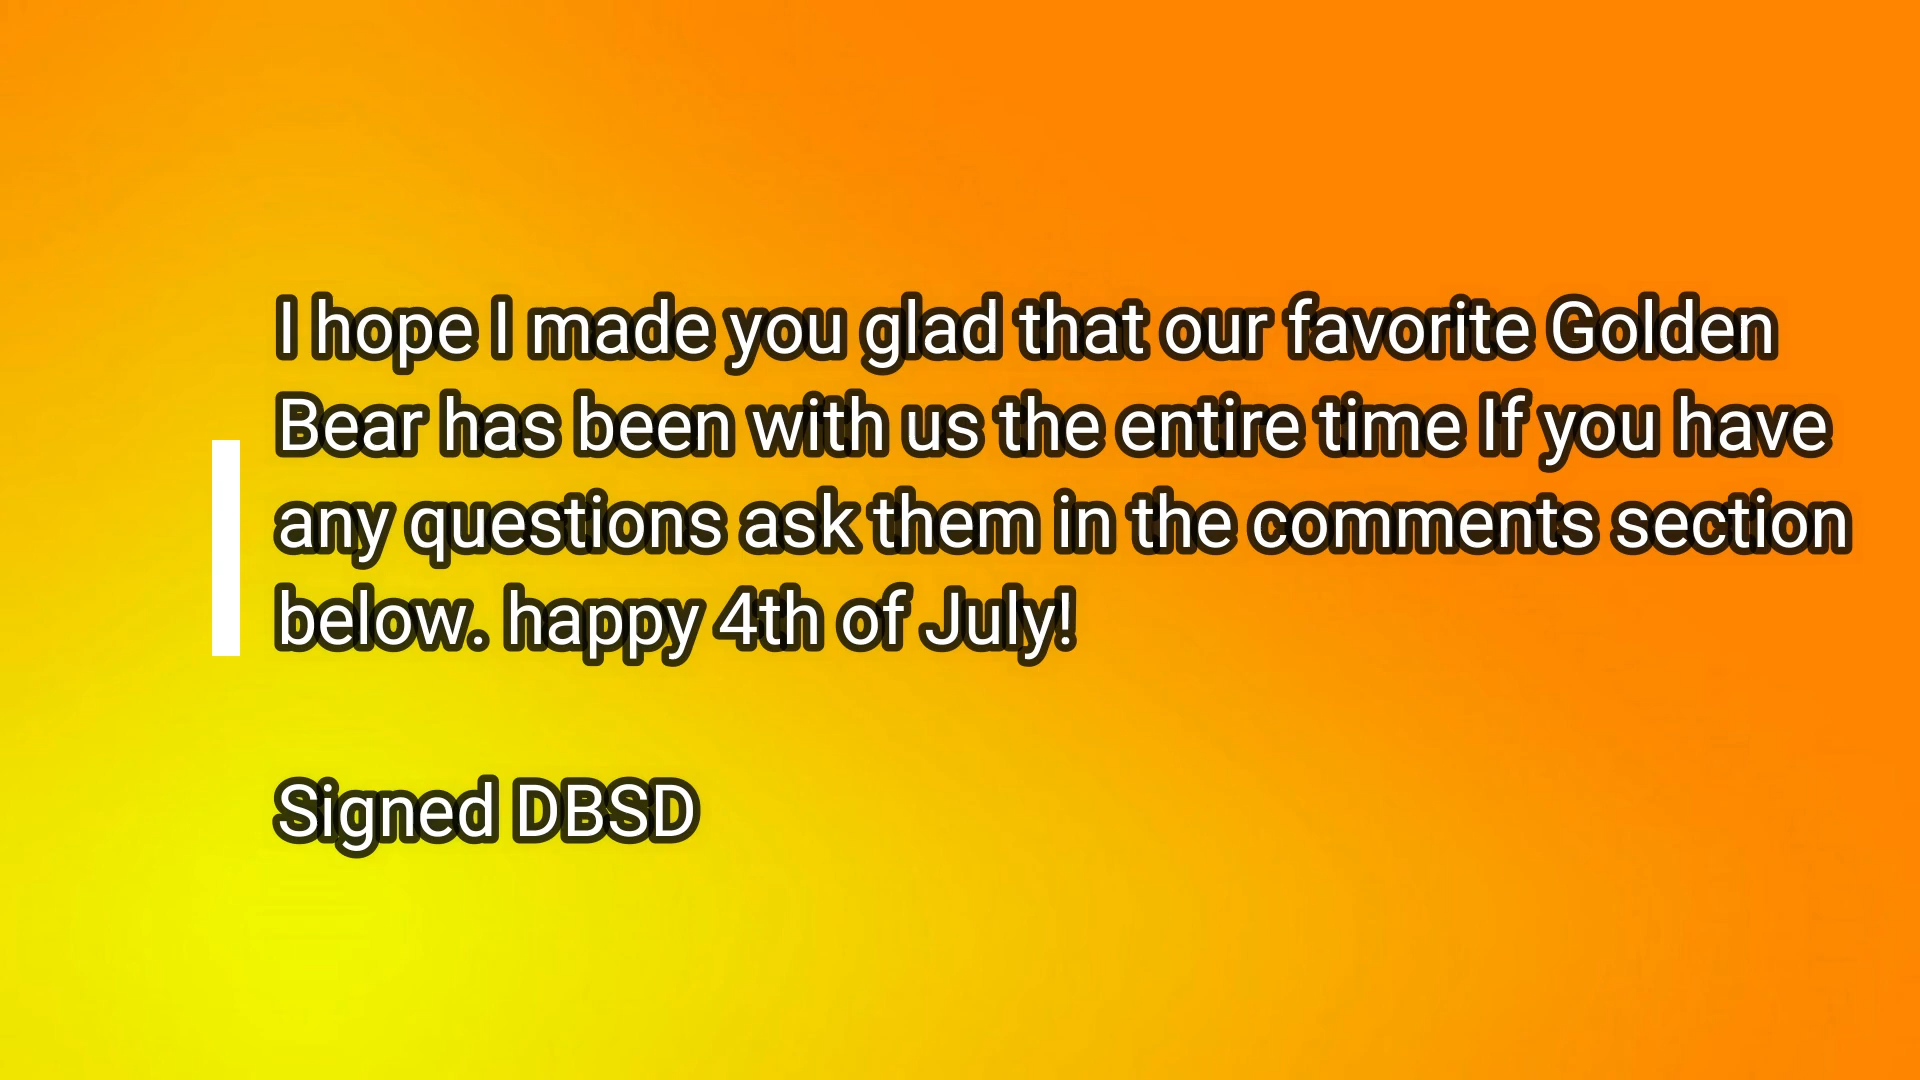 I hope I made you glad that our favorite Golden
Bear has been with us the entire time If you have
any questions ask them in the comments section
below. happy 4th of July!
Signed DBSD